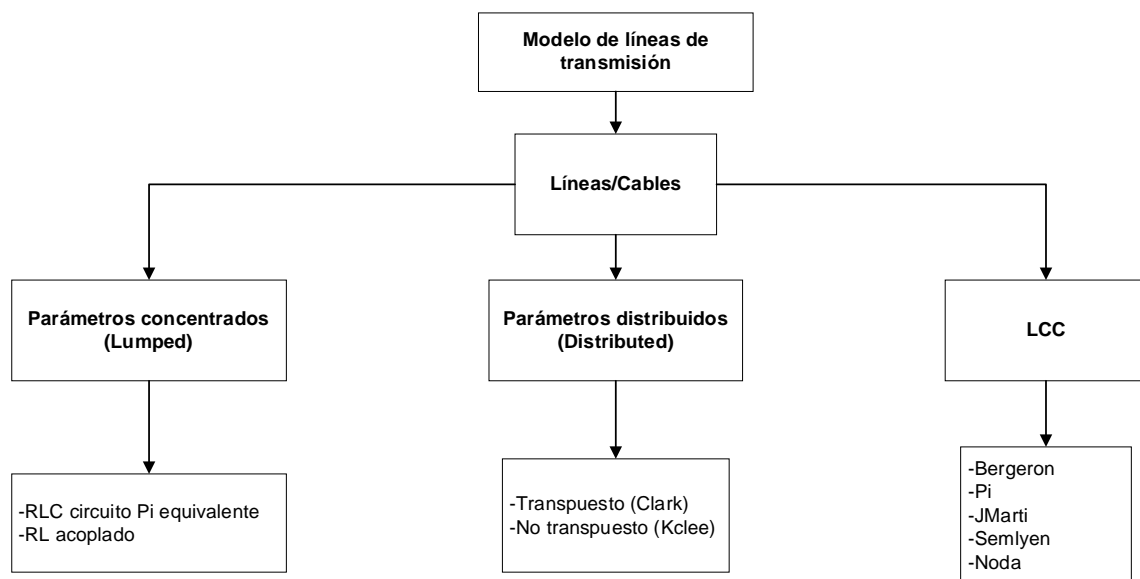 Modelo de líneas de
transmisión
Líneas/Cables
Parámetros concentrados
(Lumped)
Parámetros distribuidos
(Distributed)
LCC
-RLC circuito Pi equivalente
-RL acoplado
-Transpuesto (Clark)
-No transpuesto (Kclee)
-Bergeron
-Pi
-JMarti
-Semlyen
-Noda